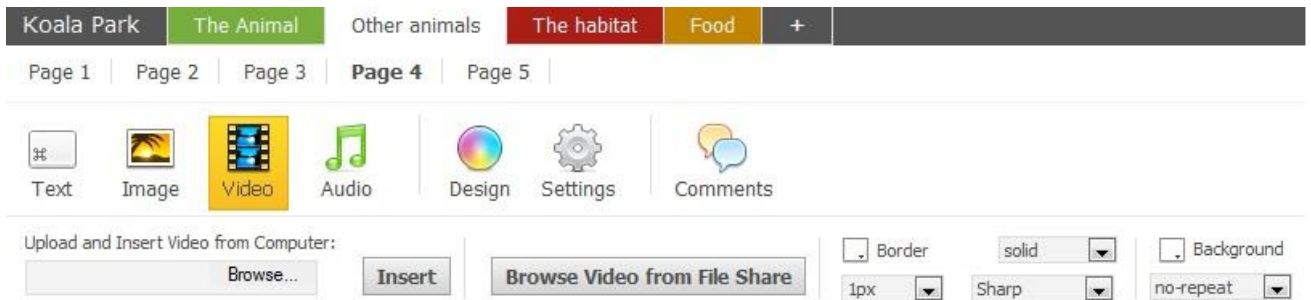 Koala Park The Animal Other animals The habitat Food +
Page 1 Page 2 Page 3 Page 4 Page 5
⌘
Text Image Video Audio Design Settings Comments
Upload and Insert Video from Computer: Border solid Background
Browse... Insert Browse Video from File Share
1px Sharp no-repeat